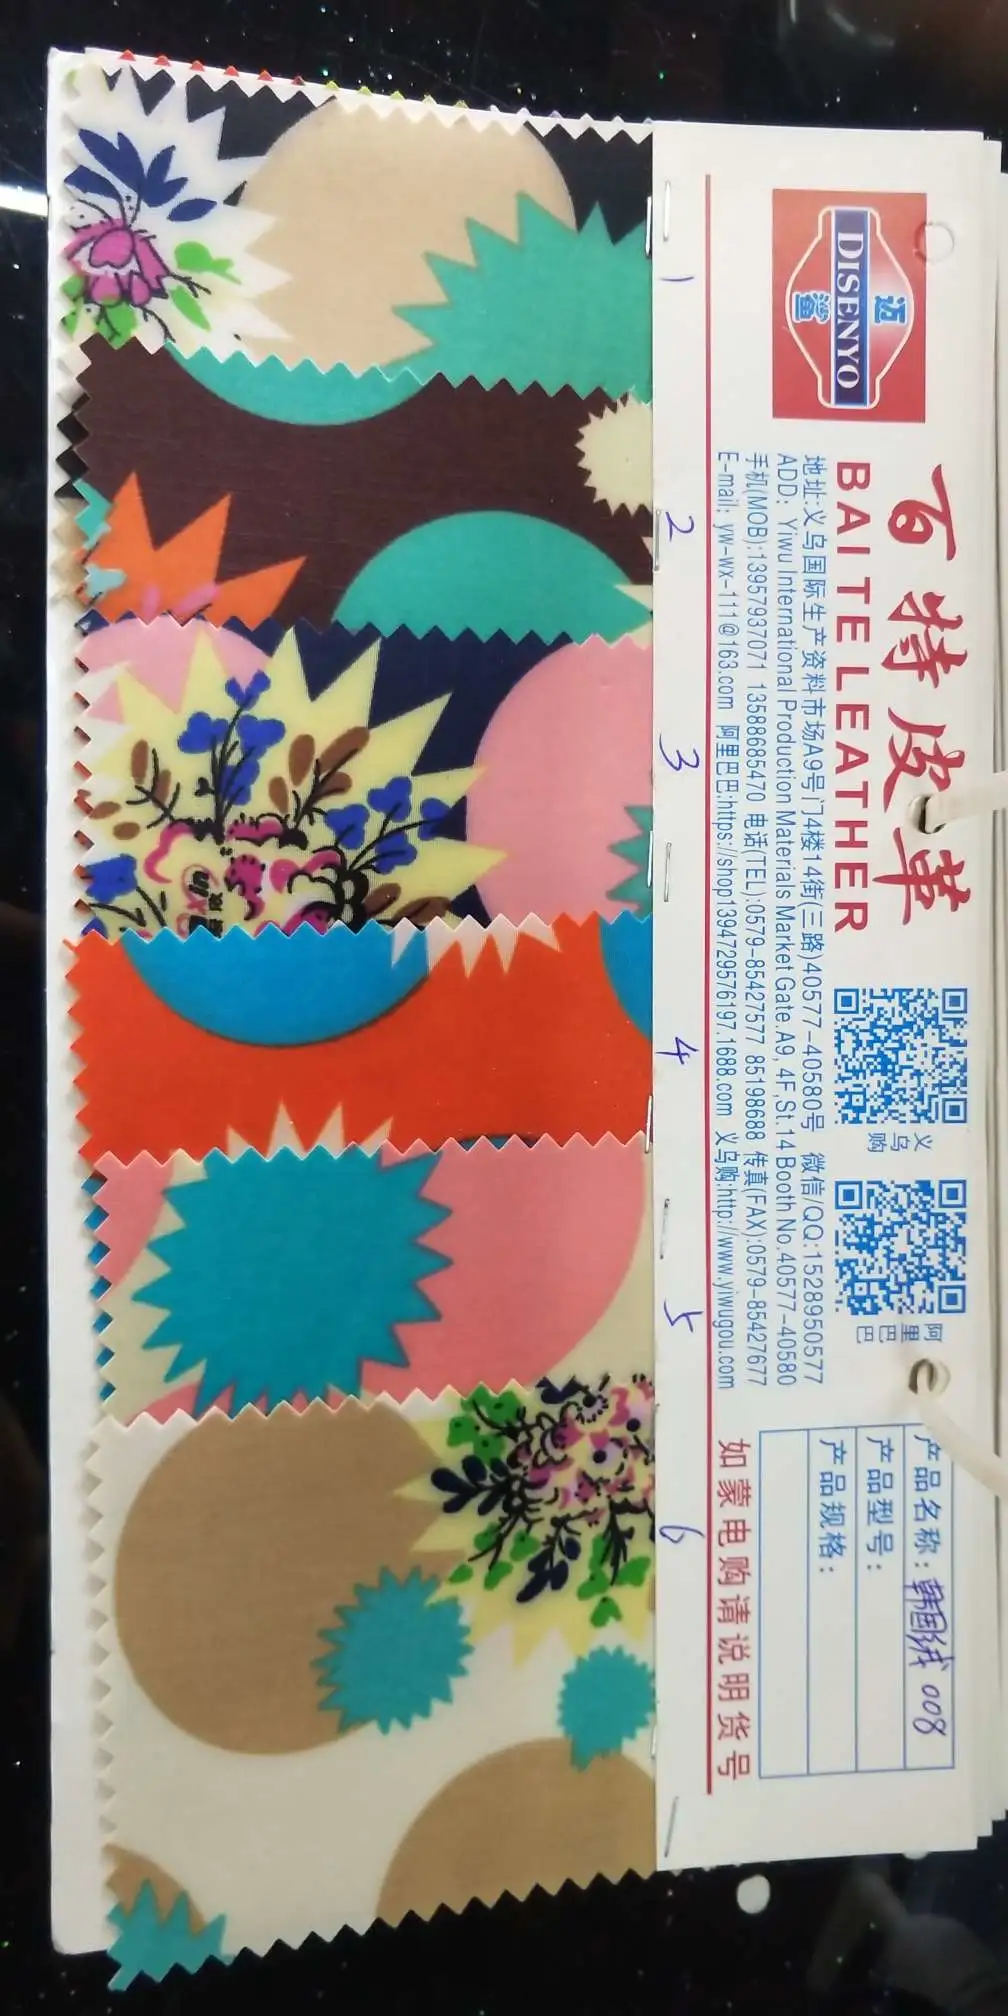 DISENYO
迈鲨
百特皮革
BAITELEATHER
地址:义乌国际生产资料市场A9号门4楼14街(三路)40577-40580号 微信/QQ:1528950577
ADD: Yiwu International Production Materials Market Gate.A9, 4F,St.14 Booth No.40577-40580
手机(MOB):13957937071 13588685470 电话(TEL):0579-85427577 85198688 传真(FAX):0579-85427677
E-mail: yw-wx-111@163.com 阿里巴巴:https://shop1394729576197.1688.com 义乌购:http://www.yiwugou.com
义乌购
阿里巴巴
产品名称:韩国绒 008
产品型号:
产品规格:
如蒙电购请说明货号
1
2
3
4
5
6